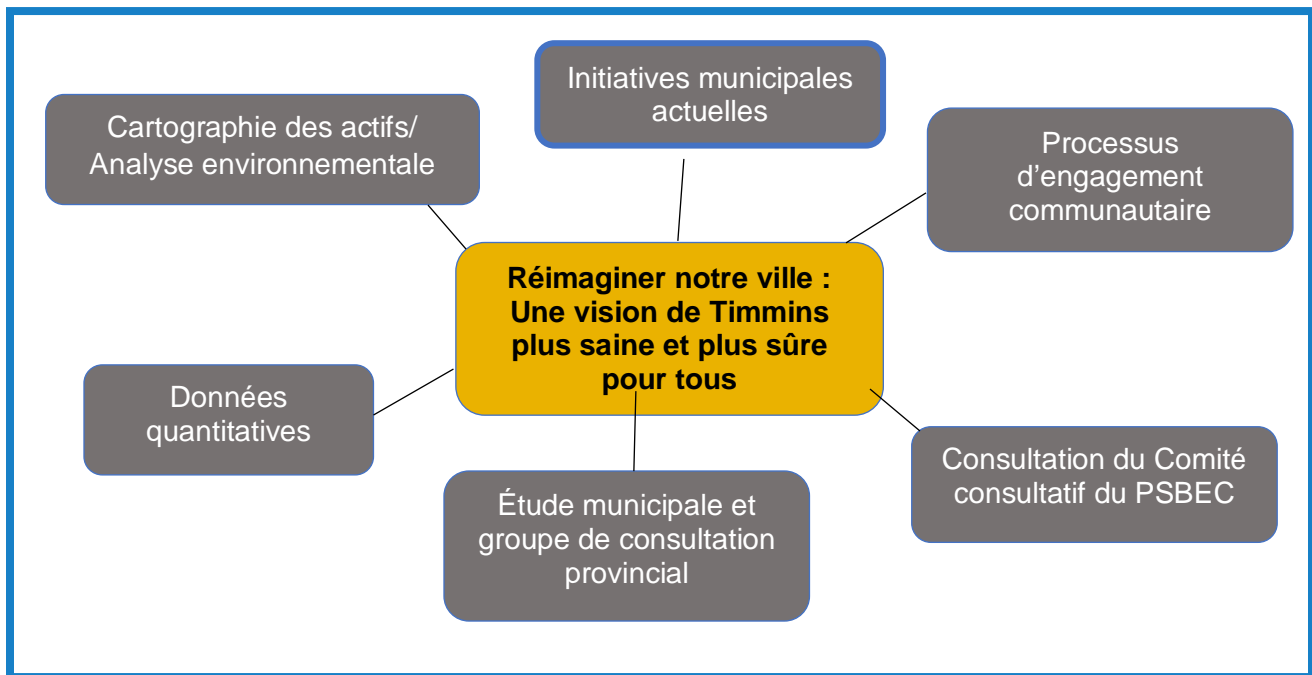 Initiatives municipales
actuelles
Cartographie des actifs/
Analyse environnementale
Processus
d’engagement
communautaire
Réimaginer notre ville :
Une vision de Timmins
plus saine et plus sûre
pour tous
Données
quantitatives
Consultation du Comité
consultatif du PSBEC
Étude municipale et
groupe de consultation
provincial